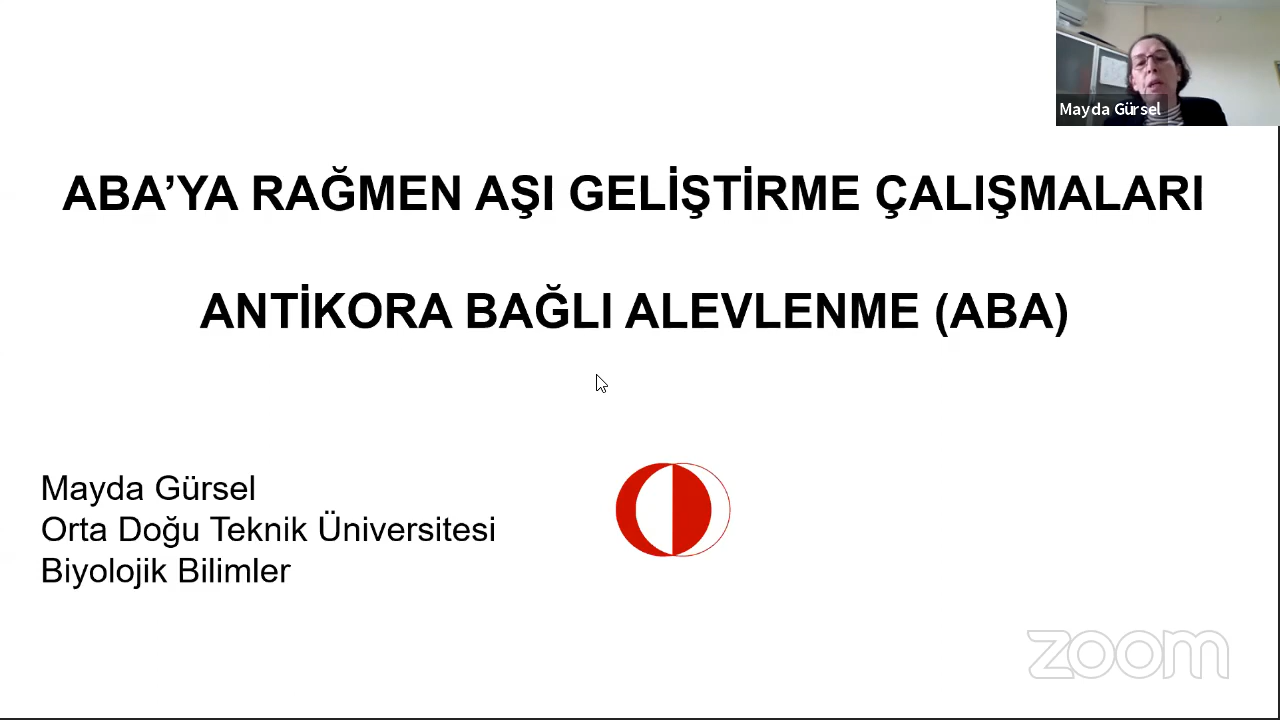 Mayda Gürsel
ABA’YA RAĞMEN AŞI GELİŞTİRME ÇALIŞMALARI
ANTİKORA BAĞLI ALEVLENME (ABA)
Mayda Gürsel
Orta Doğu Teknik Üniversitesi
Biyolojik Bilimler
zoom